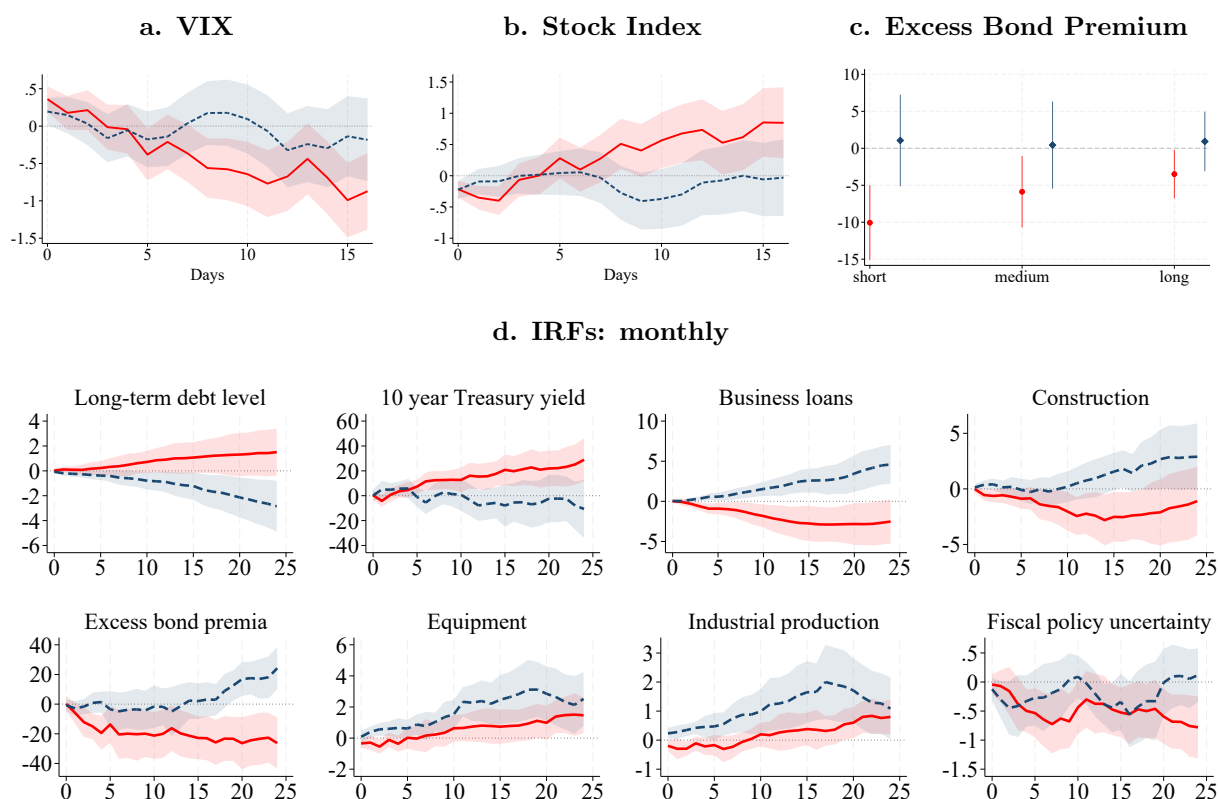 a. VIX
b. Stock Index
c. Excess Bond Premium
.5
0
-.5
-1
-1.5
0
5
10
15
Days
1.5
1
0.5
0
-0.5
-1
0
5
10
15
Days
10
5
0
-5
-10
-15
short
medium
long
d. IRFs: monthly
Long-term debt level
4
2
0
-2
-4
-6
0 5 10 15 20 25
10 year Treasury yield
60
40
20
0
-20
-40
0 5 10 15 20 25
Business loans
10
5
0
-5
0 5 10 15 20 25
Construction
5
0
-5
0 5 10 15 20 25
Excess bond premia
40
20
0
-20
-40
0 5 10 15 20 25
Equipment
6
4
2
0
-2
0 5 10 15 20 25
Industrial production
3
2
1
0
-1
0 5 10 15 20 25
Fiscal policy uncertainty
.5
0
-.5
-1
-1.5
0 5 10 15 20 25